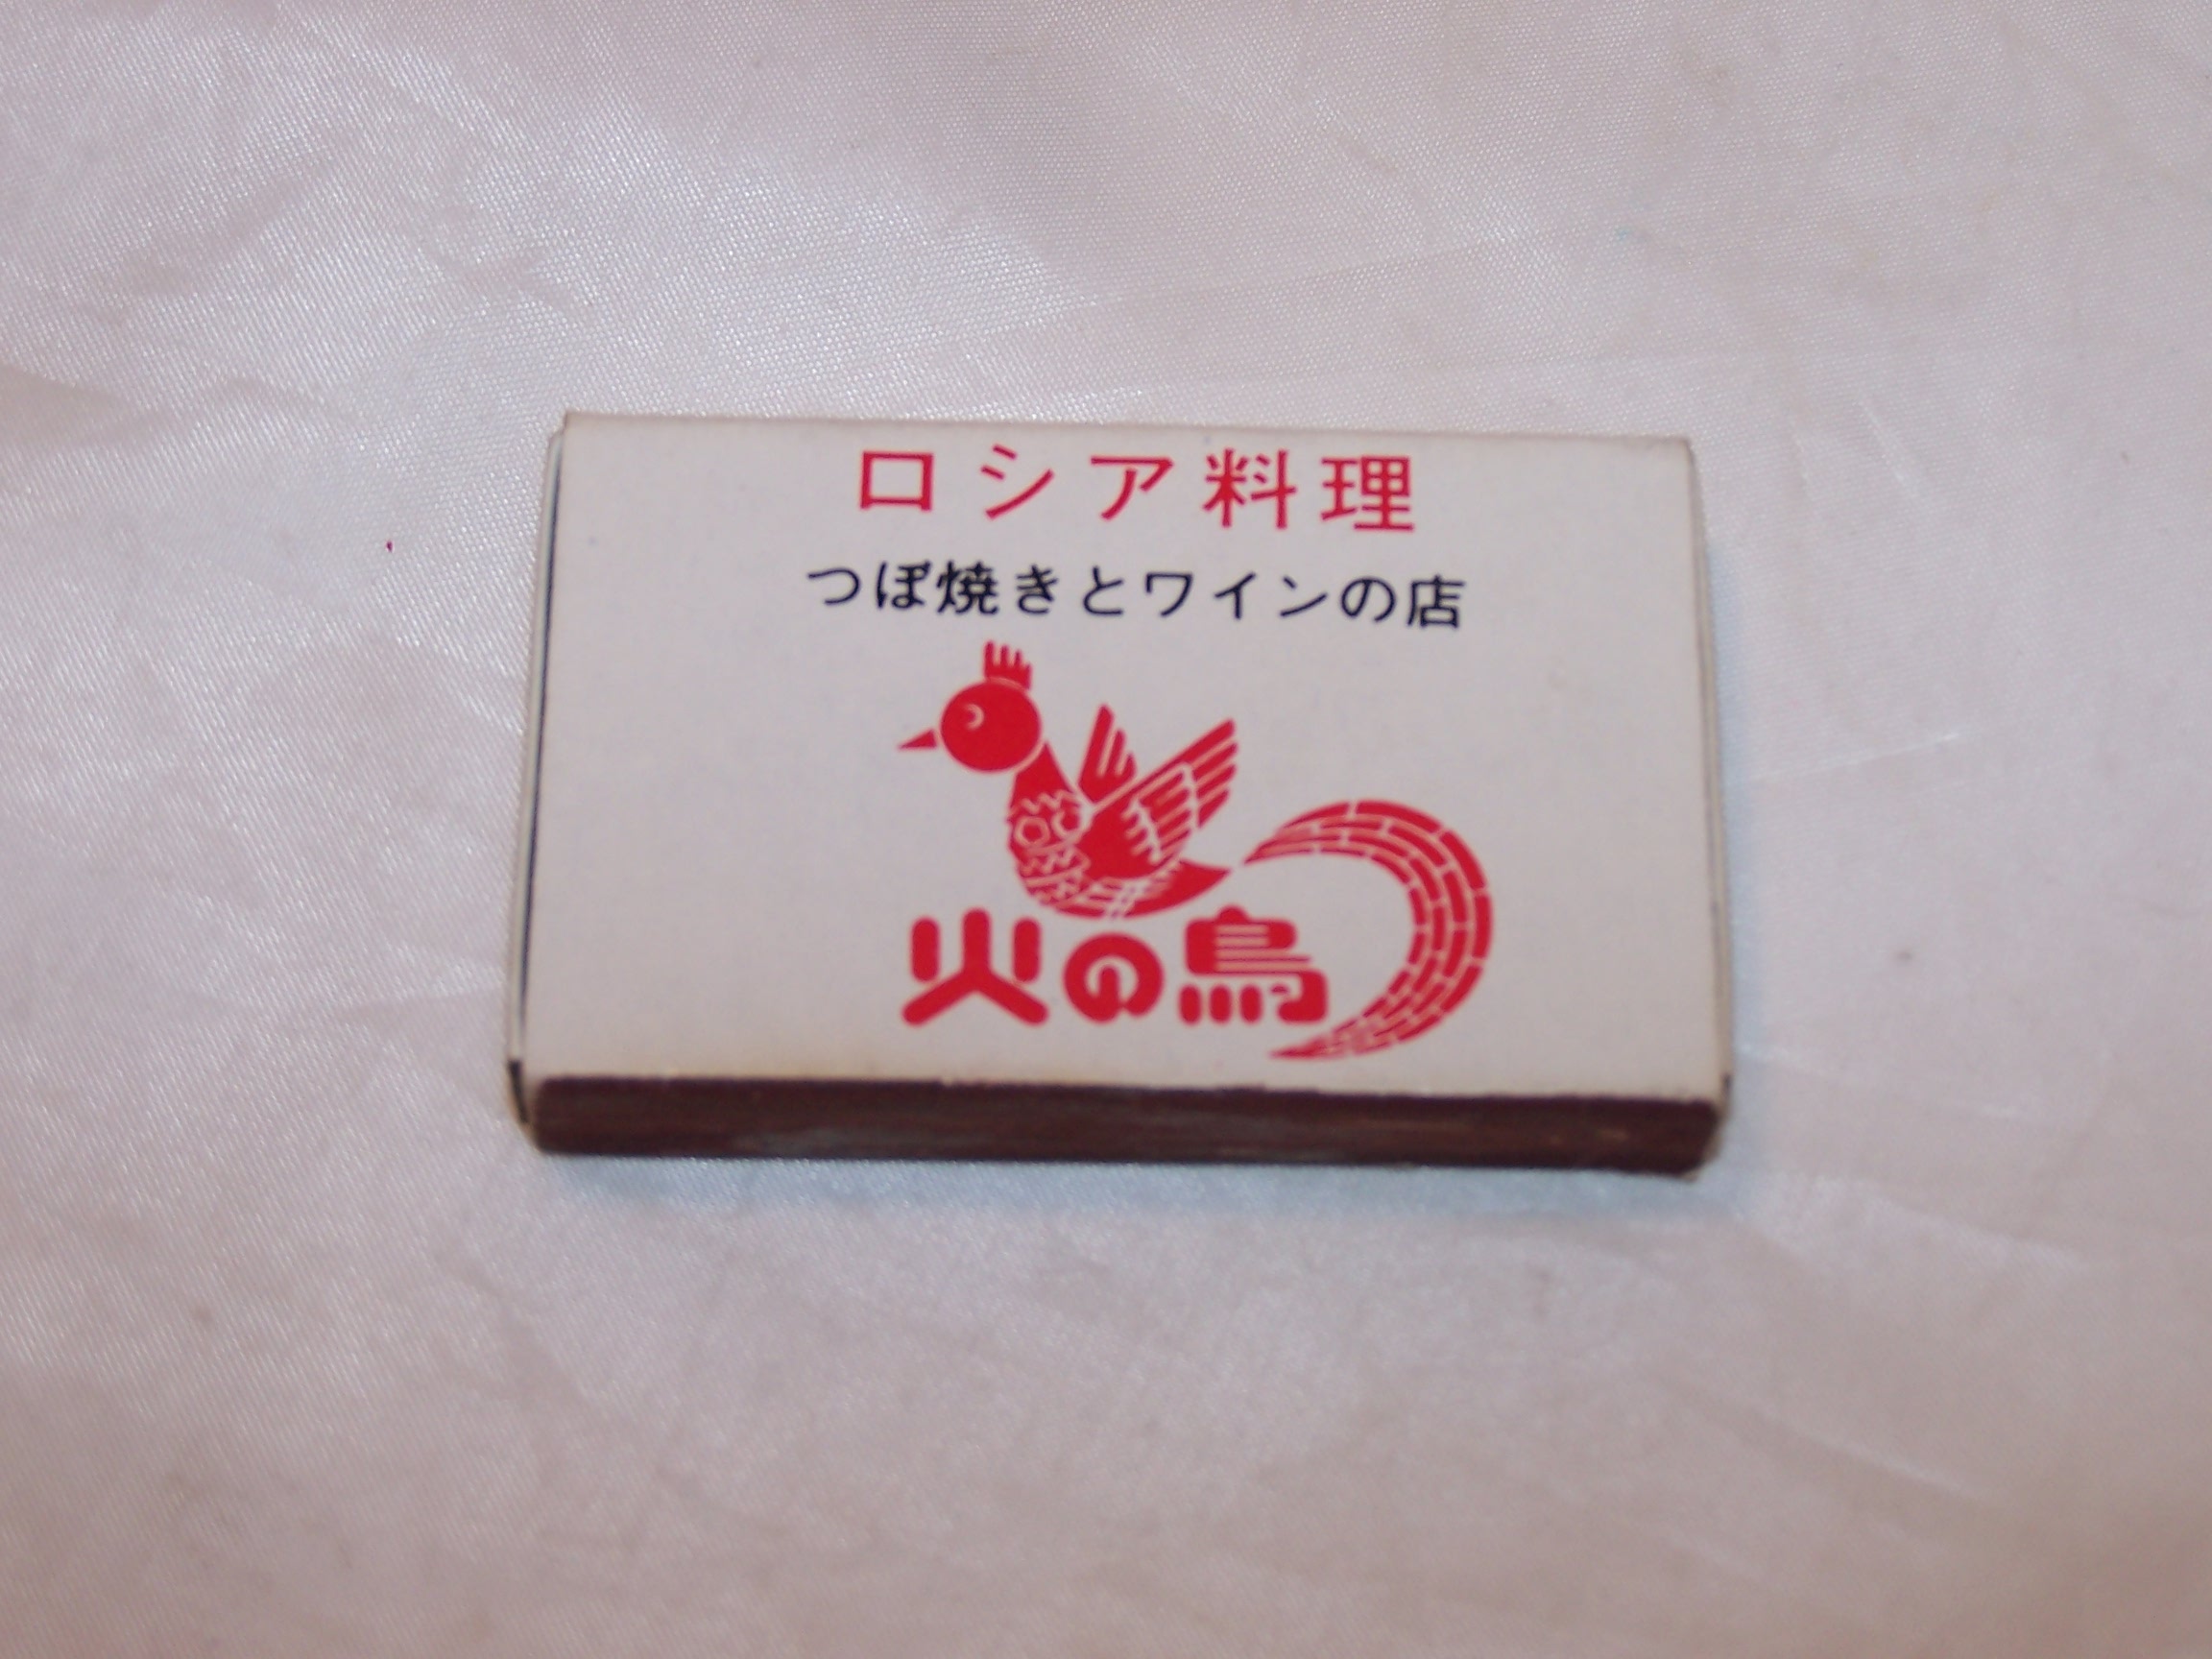 ロシア料理
つぼ焼きとワインの店
火の鳥